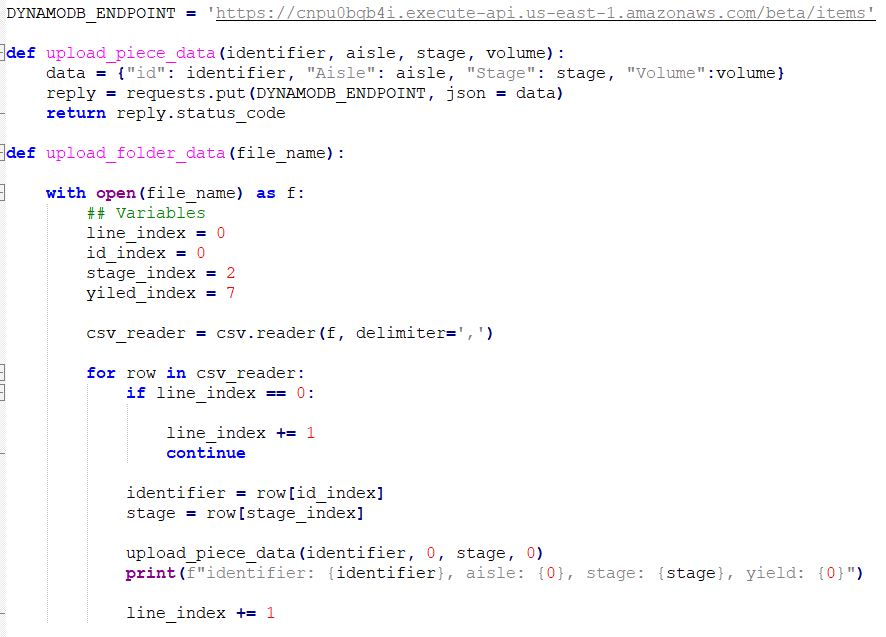 DYNAMODB_ENDPOINT = 'https://cnpu0bqb4i.execute-api.us-east-1.amazonaws.com/beta/items'
def upload_piece_data(identifier, aisle, stage, volume):
    data = {"id": identifier, "Aisle": aisle, "Stage": stage, "Volume":volume}
    reply = requests.put(DYNAMODB_ENDPOINT, json = data)
    return reply.status_code
def upload_folder_data(file_name):
    with open(file_name) as f:
        ## Variables
        line_index = 0
        id_index = 0
        stage_index = 2
        yiled_index = 7
        csv_reader = csv.reader(f, delimiter=',')
        for row in csv_reader:
            if line_index == 0:
                line_index += 1
                continue
            identifier = row[id_index]
            stage = row[stage_index]
            upload_piece_data(identifier, 0, stage, 0)
            print(f"identifier: {identifier}, aisle: {0}, stage: {stage}, yield: {0}")
            line_index += 1